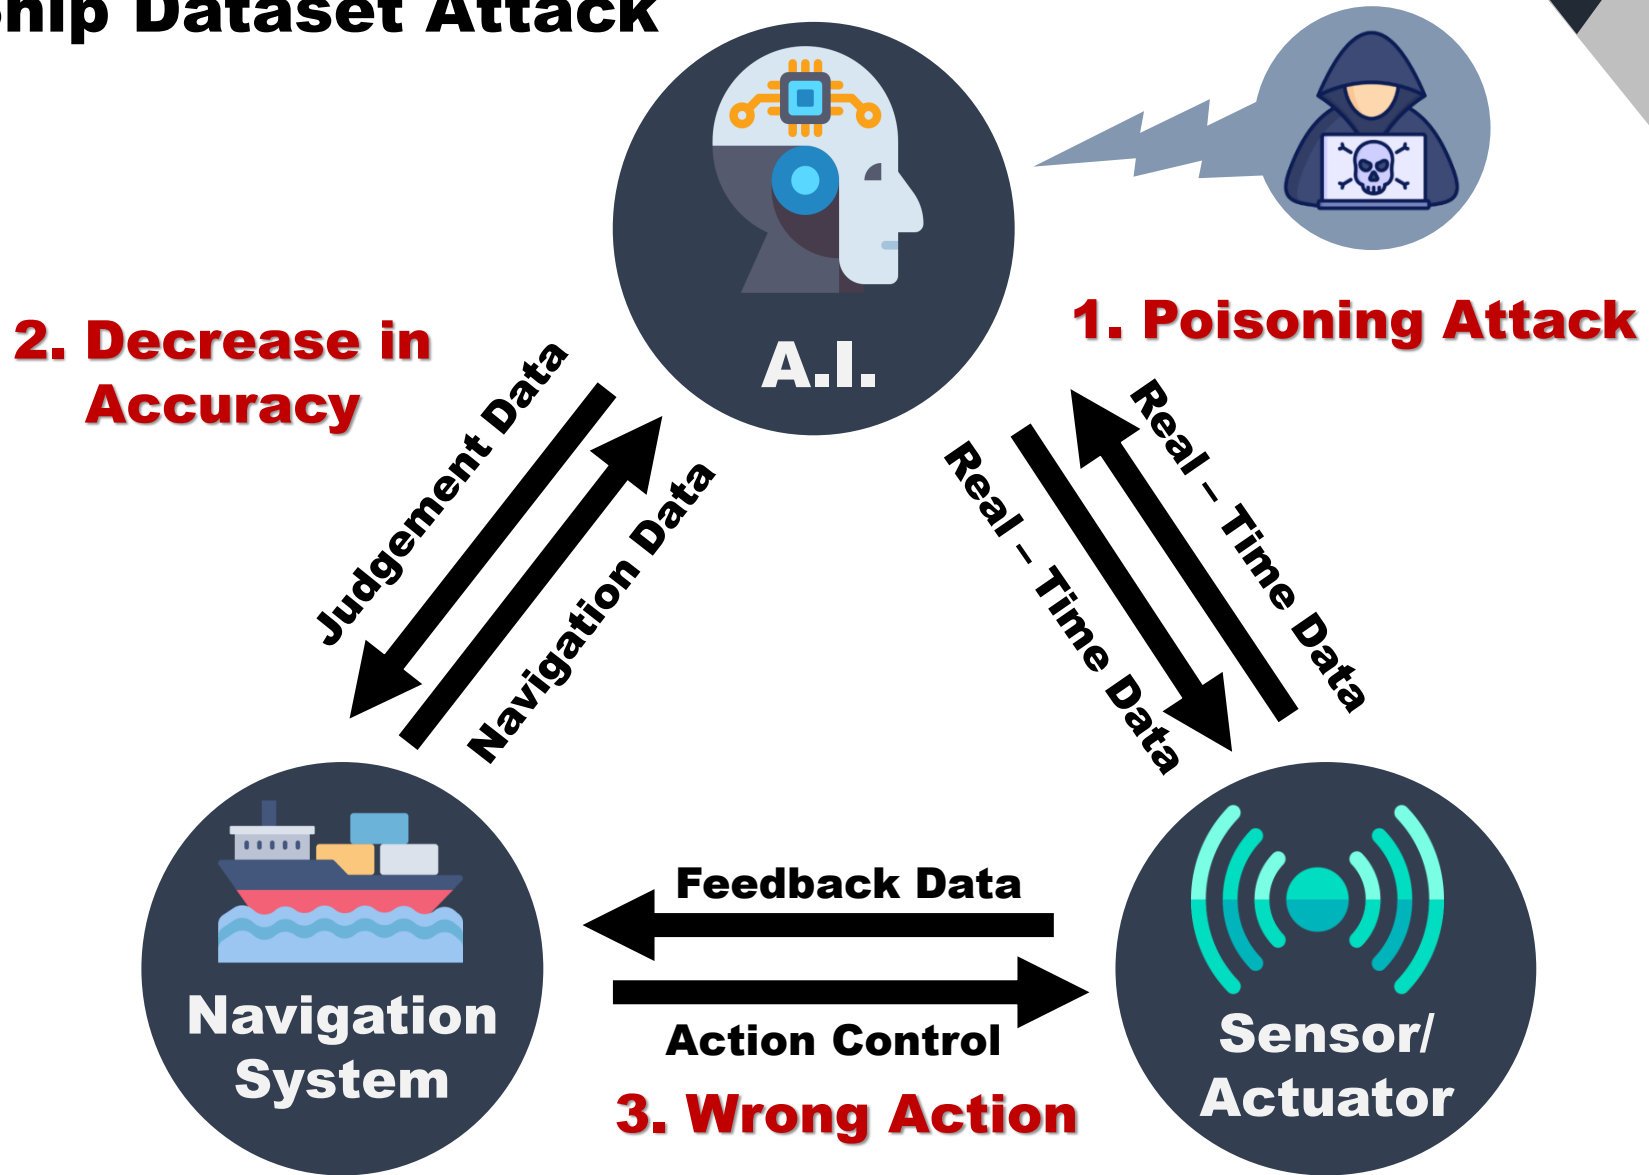 Ship Dataset Attack
A.I.
1. Poisoning Attack
2. Decrease in
Accuracy
Judgement Data
Navigation Data
Real – Time Data
Real – Time Data
Feedback Data
Action Control
3. Wrong Action
Navigation
System
Sensor/
Actuator